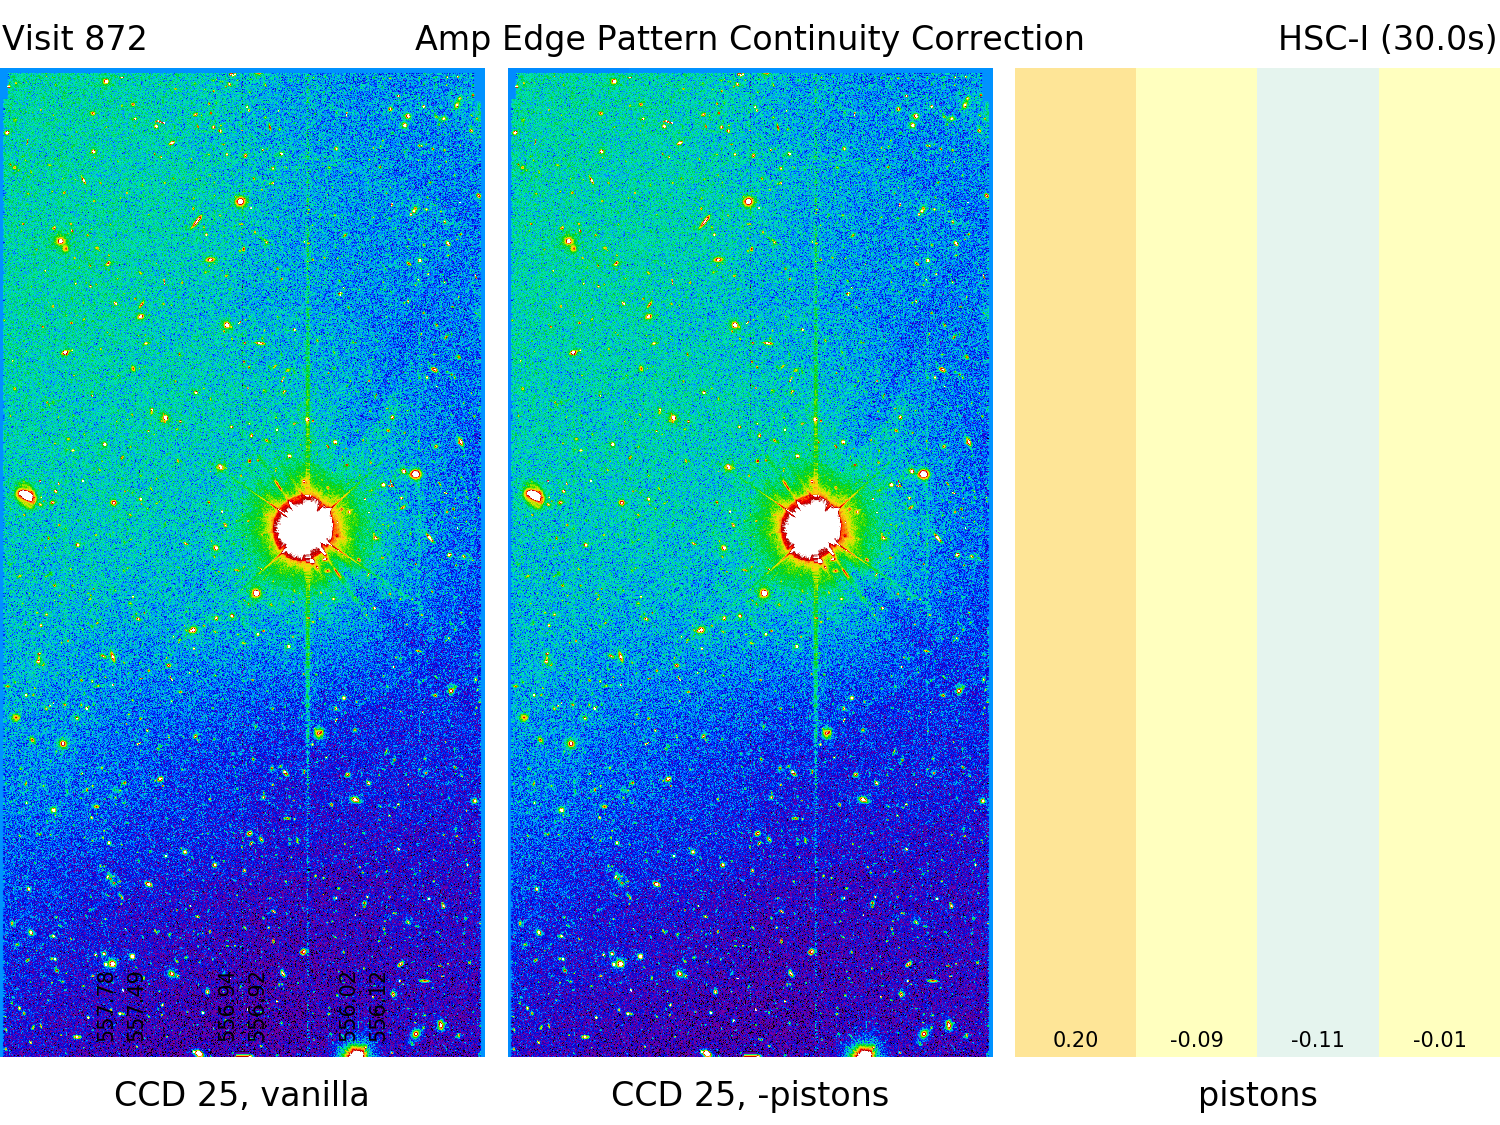 Visit 872 Amp Edge Pattern Continuity Correction HSC-I (30.0s)
557.78
557.49
556.94
556.92
556.02
556.12
0.20 -0.09 -0.11 -0.01
CCD 25, vanilla CCD 25, -pistons pistons